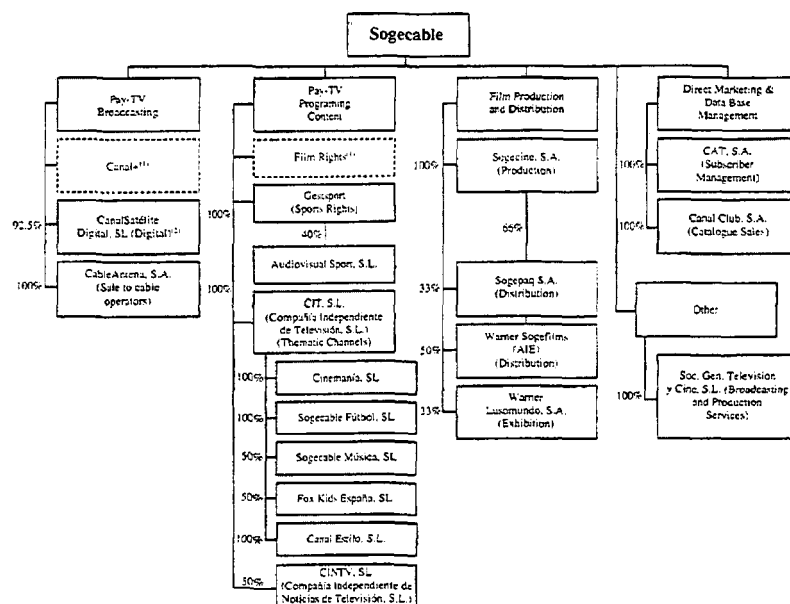 Sogecable
Pay-TV
Broadcasting
Canal+(1)
92.5%
CanalSatélite
Digital, SL (Digital)(2)
100%
CableAntena, S.A.
(Sale to cable
operators)
Pay-TV
Programing
Content
Film Rights(1)
100%
Gestsport
(Sports Rights)
40%
Audiovisual Sport, S.L.
100%
CIT, S.L.
(Compañía Independiente
de Televisión, S.L.)
(Thematic Channels)
100%
Cinemanía, SL
100%
Sogecable Fútbol, SL
50%
Sogecable Música, SL
50%
Fox Kids España, SL
100%
Canal Estilo, S.L.
50%
CINTV, SL
(Compañía Independiente de
Noticias de Televisión, S.L.)
Film Production
and Distribution
100%
Sogecine, S.A.
(Production)
66%
33%
Sogepaq S.A.
(Distribution)
50%
Warner Sogefilms
(AIE)
(Distribution)
33%
Warner
Lusomundo, S.A.
(Exhibition)
Direct Marketing &
Data Base
Management
100%
CAT, S.A.
(Subscriber
Management)
100%
Canal Club, S.A.
(Catalogue Sales)
Other
100%
Soc. Gen. Television
y Cine, S.L. (Broadcasting
and Production
Services)